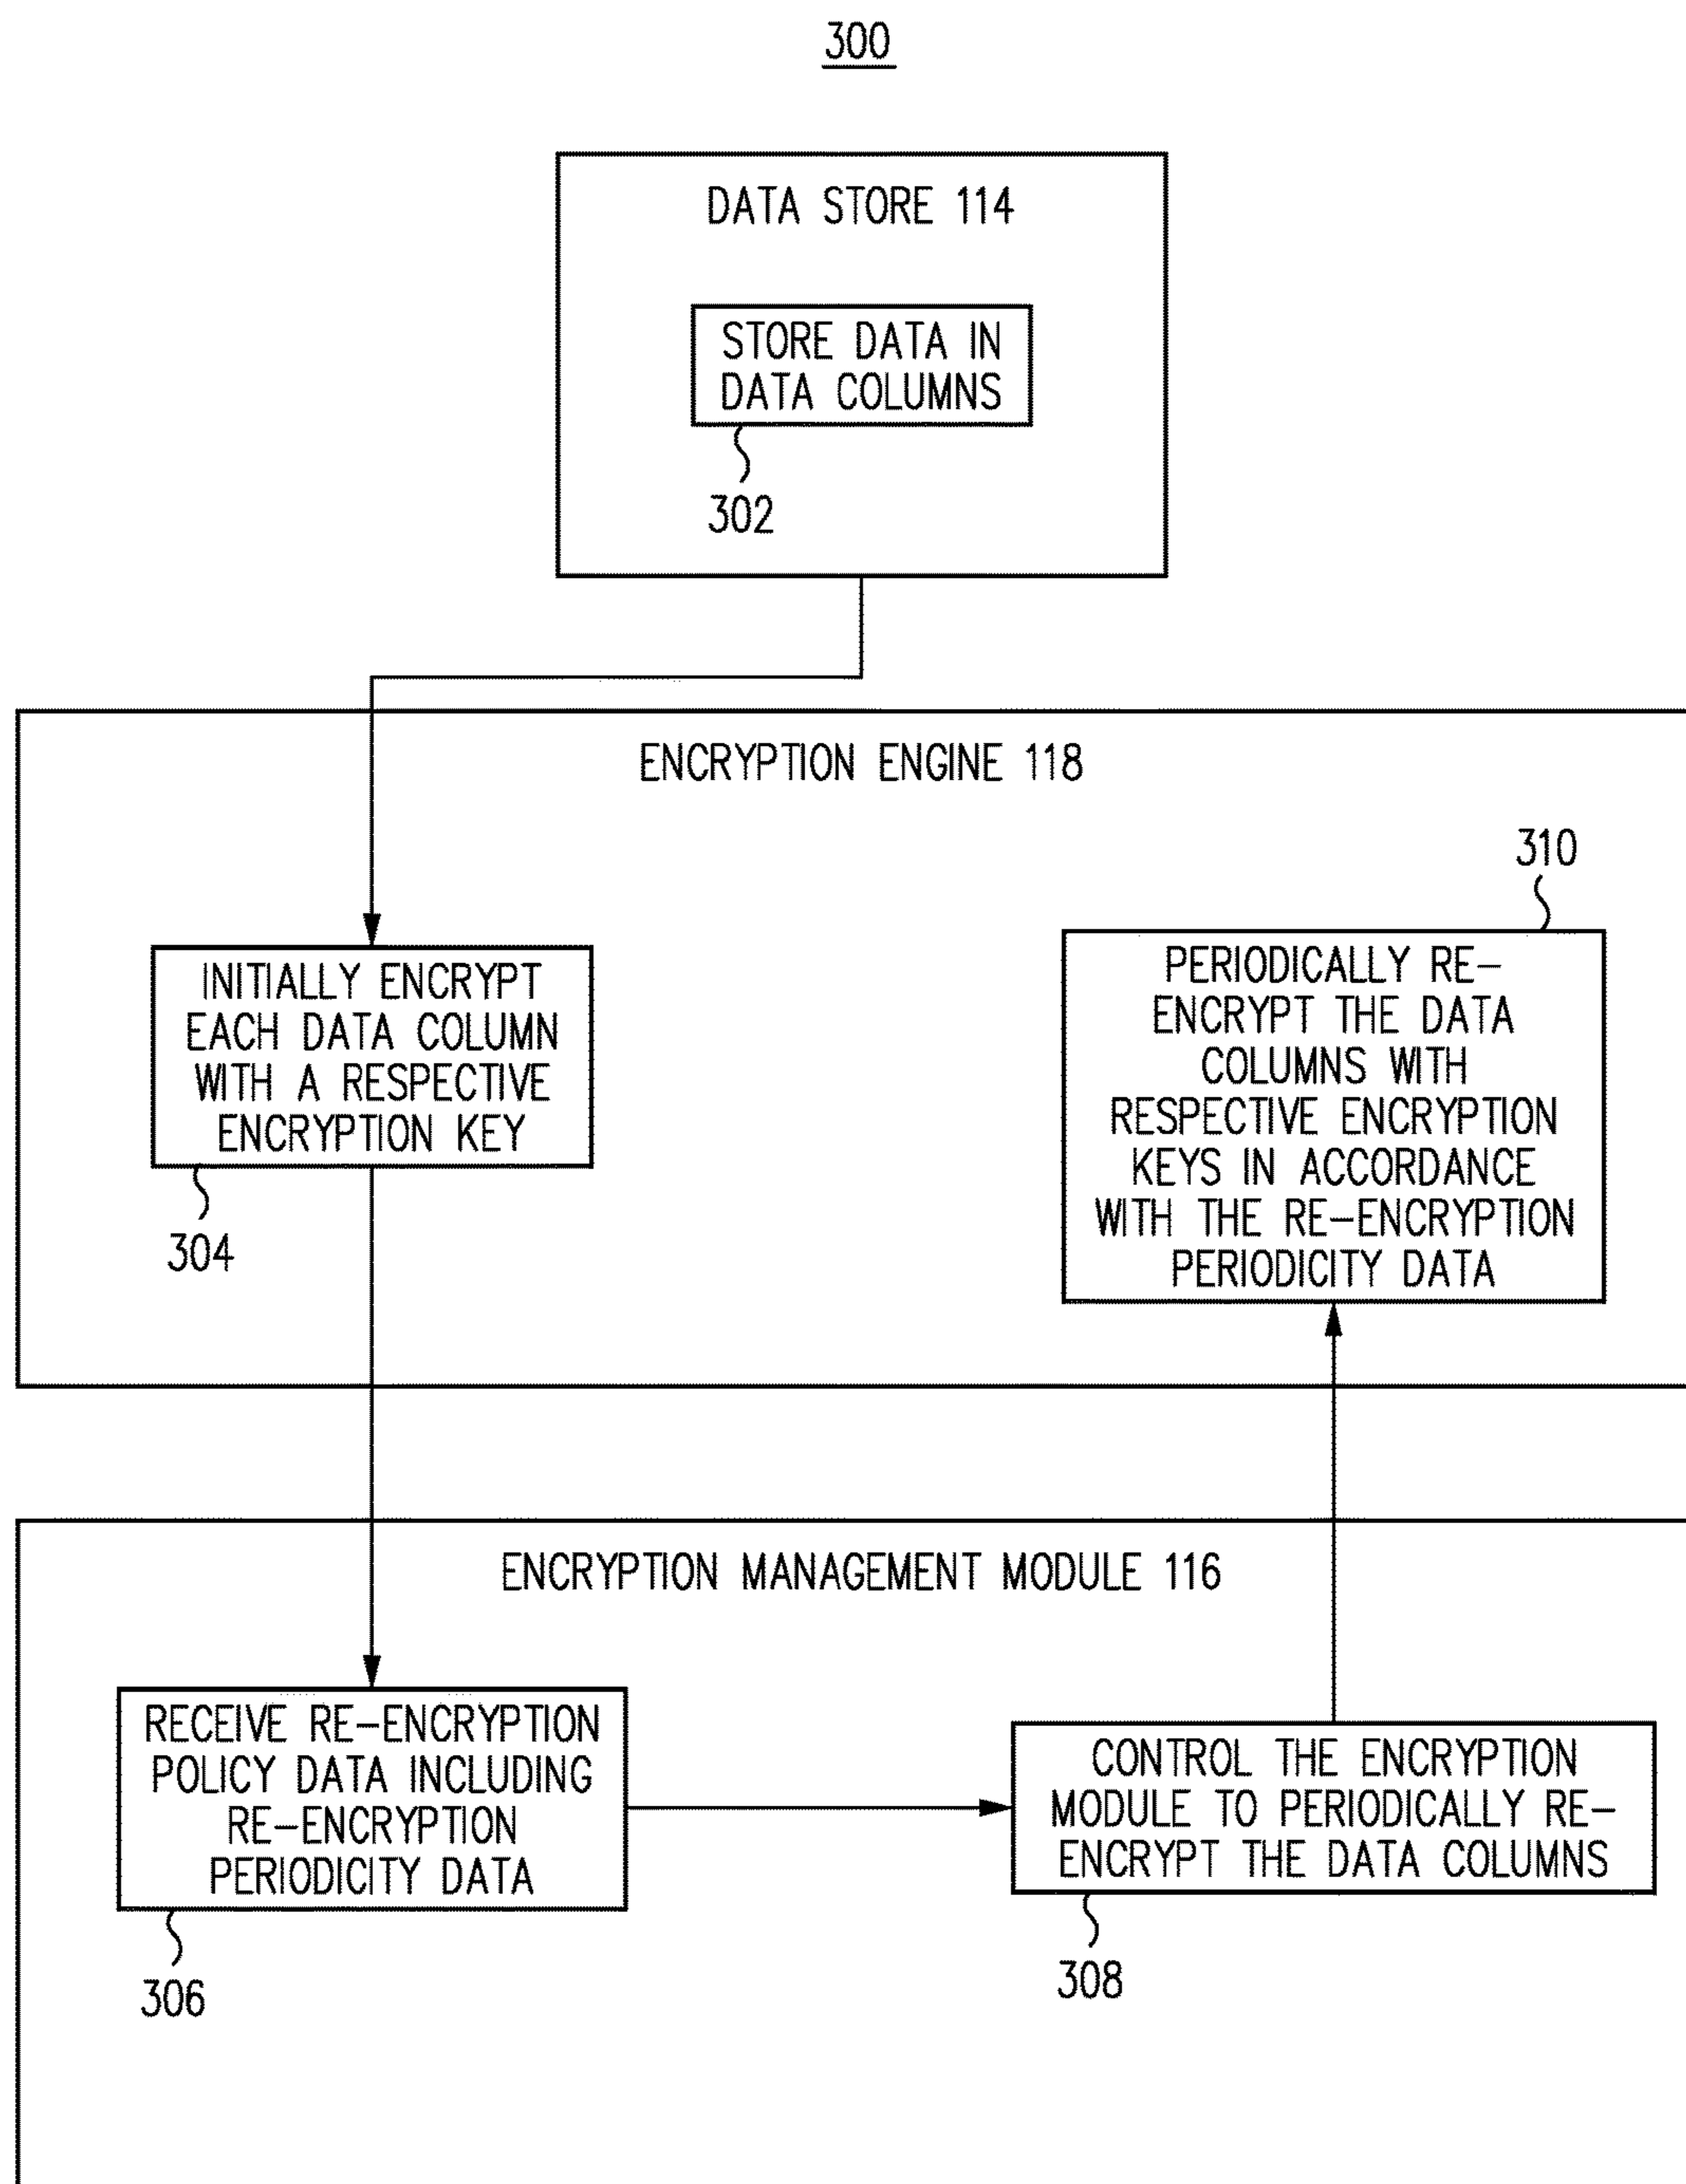 300
DATA STORE 114
STORE DATA IN
DATA COLUMNS
302
ENCRYPTION ENGINE 118
310
INITIALLY ENCRYPT
EACH DATA COLUMN
WITH A RESPECTIVE
ENCRYPTION KEY
304
PERIODICALLY RE-
ENCRYPT THE DATA
COLUMNS WITH
RESPECTIVE ENCRYPTION
KEYS IN ACCORDANCE
WITH THE RE-ENCRYPTION
PERIODICITY DATA
ENCRYPTION MANAGEMENT MODULE 116
RECEIVE RE-ENCRYPTION
POLICY DATA INCLUDING
RE-ENCRYPTION
PERIODICITY DATA
306
CONTROL THE ENCRYPTION
MODULE TO PERIODICALLY RE-
ENCRYPT THE DATA COLUMNS
308